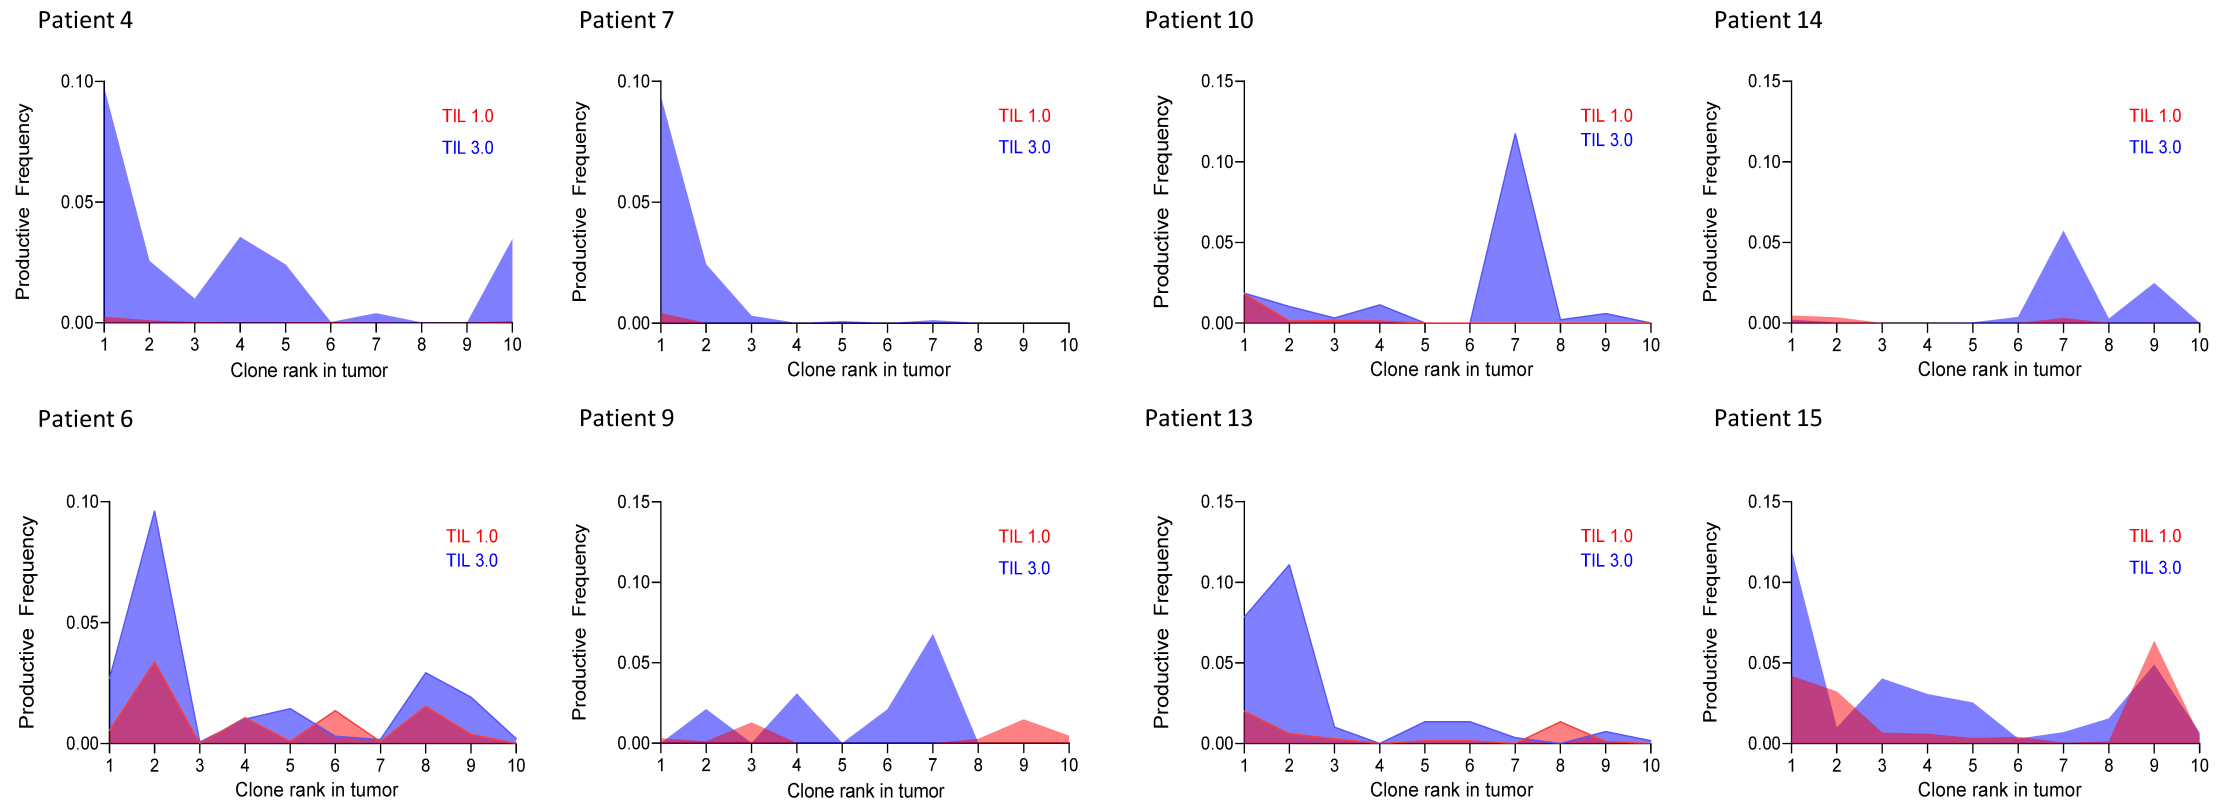 Patient 4
Productive Frequency
0.10
0.05
0.00
TIL 1.0
TIL 3.0
1 2 3 4 5 6 7 8 9 10
Clone rank in tumor
Patient 7
Productive Frequency
0.10
0.05
0.00
TIL 1.0
TIL 3.0
1 2 3 4 5 6 7 8 9 10
Clone rank in tumor
Patient 10
Productive Frequency
0.15
0.10
0.05
0.00
TIL 1.0
TIL 3.0
1 2 3 4 5 6 7 8 9 10
Clone rank in tumor
Patient 14
Productive Frequency
0.15
0.10
0.05
0.00
TIL 1.0
TIL 3.0
1 2 3 4 5 6 7 8 9 10
Clone rank in tumor
Patient 6
Productive Frequency
0.10
0.05
0.00
TIL 1.0
TIL 3.0
1 2 3 4 5 6 7 8 9 10
Clone rank in tumor
Patient 9
Productive Frequency
0.15
0.10
0.05
0.00
TIL 1.0
TIL 3.0
1 2 3 4 5 6 7 8 9 10
Clone rank in tumor
Patient 13
Productive Frequency
0.15
0.10
0.05
0.00
TIL 1.0
TIL 3.0
1 2 3 4 5 6 7 8 9 10
Clone rank in tumor
Patient 15
Productive Frequency
0.15
0.10
0.05
0.00
TIL 1.0
TIL 3.0
1 2 3 4 5 6 7 8 9 10
Clone rank in tumor